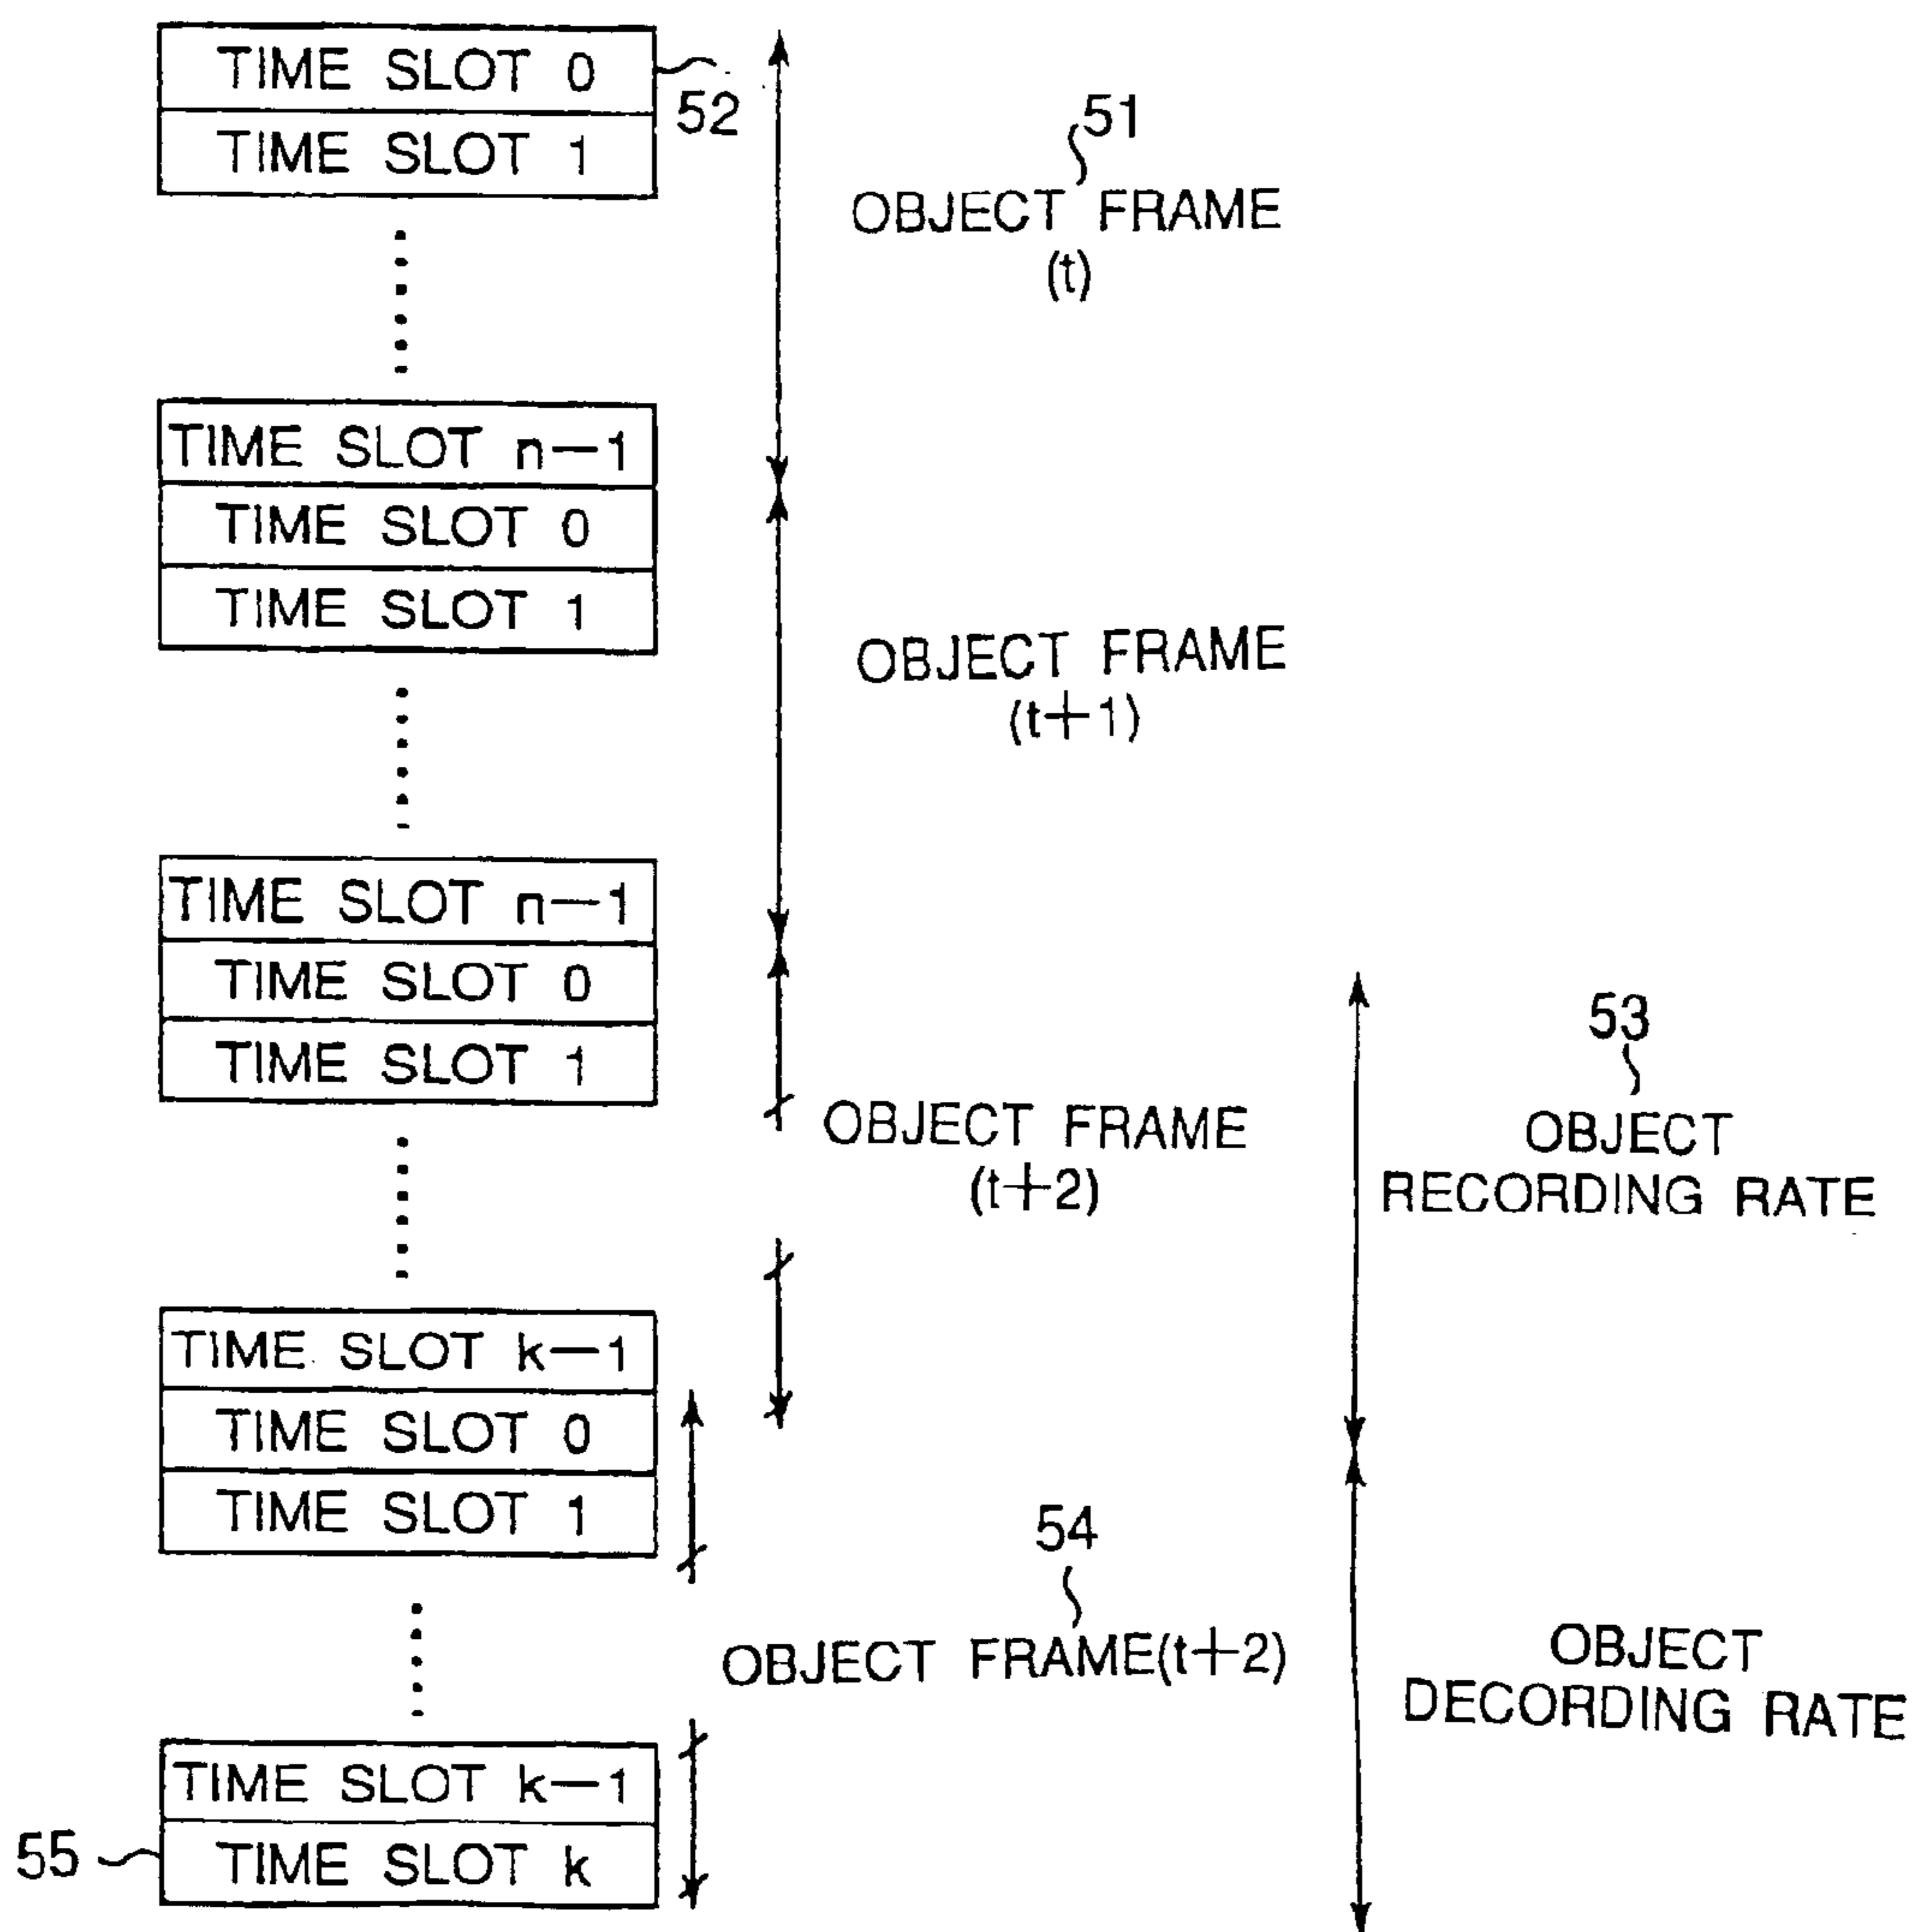 TIME SLOT 0
52
TIME SLOT 1
51
OBJECT FRAME
(t)
TIME SLOT n-1
TIME SLOT 0
TIME SLOT 1
OBJECT FRAME
(t+1)
TIME SLOT n-1
TIME SLOT 0
TIME SLOT 1
OBJECT FRAME
(t+2)
53
OBJECT
RECORDING RATE
TIME SLOT k-1
TIME SLOT 0
TIME SLOT 1
54
OBJECT FRAME(t+2)
OBJECT
DECORDING RATE
TIME SLOT k-1
55
TIME SLOT k